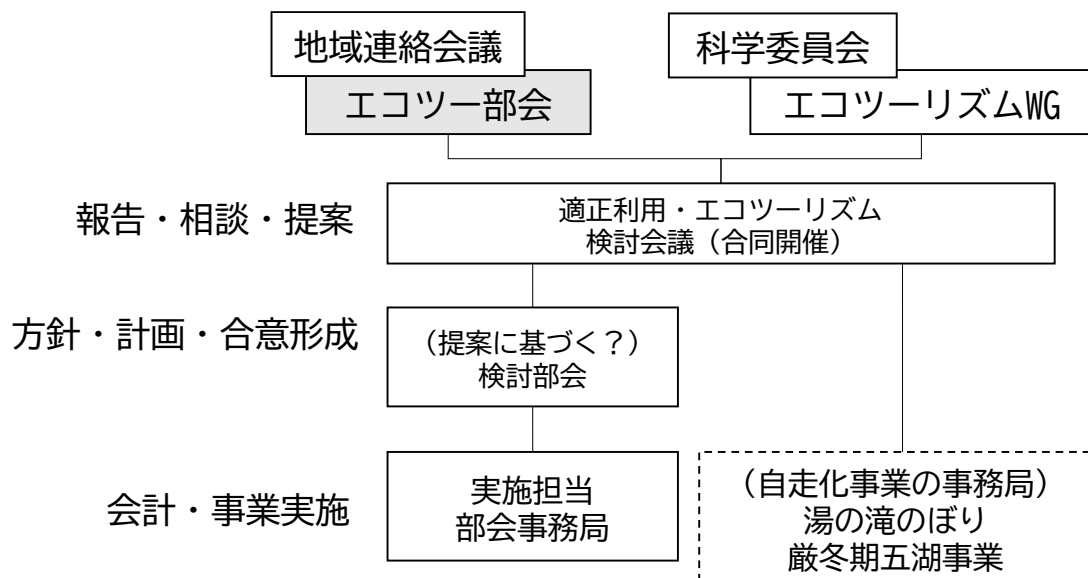 地域連絡会議
エコツー部会
科学委員会
エコツーリズムWG
報告・相談・提案
適正利用・エコツーリズム
検討会議（合同開催）
方針・計画・合意形成
（提案に基づく？）
検討部会
会計・事業実施
実施担当
部会事務局
（自走化事業の事務局）
湯の滝のぼり
厳冬期五湖事業